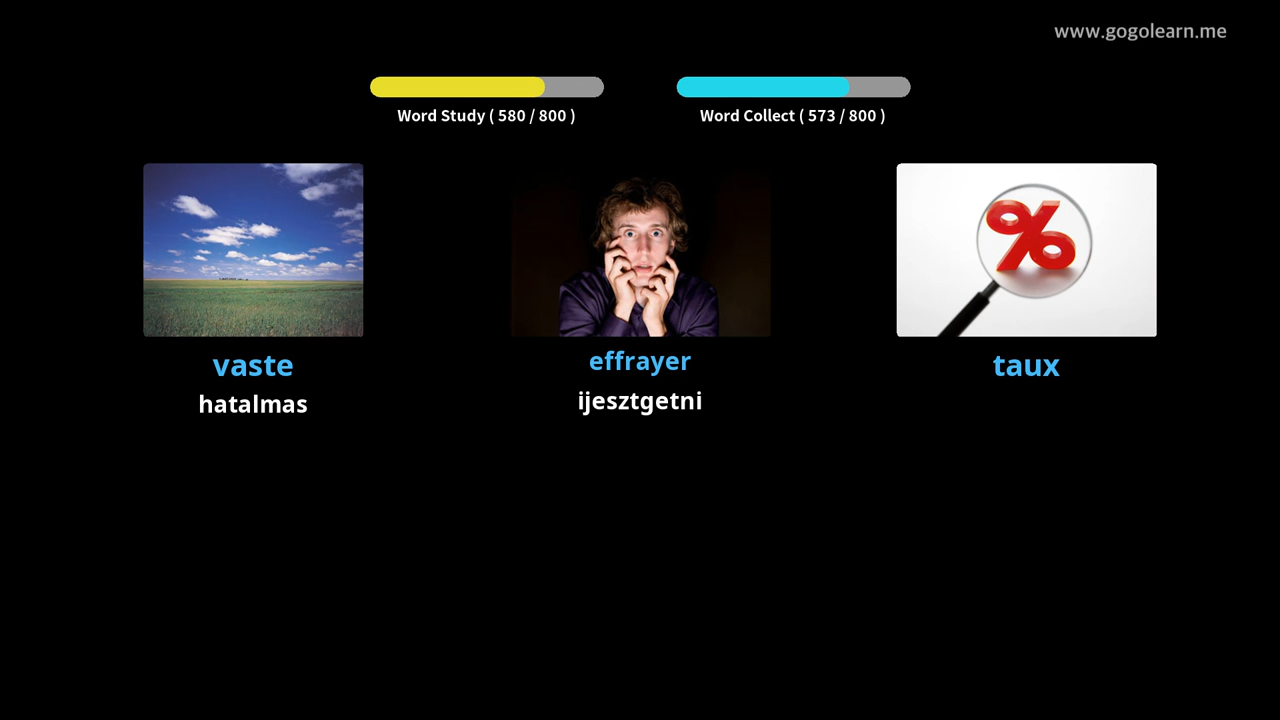 www.gogolearn.me
Word Study ( 580 / 800 )
Word Collect ( 573 / 800 )
vaste
hatalmas
effrayer
ijesztgetni
taux